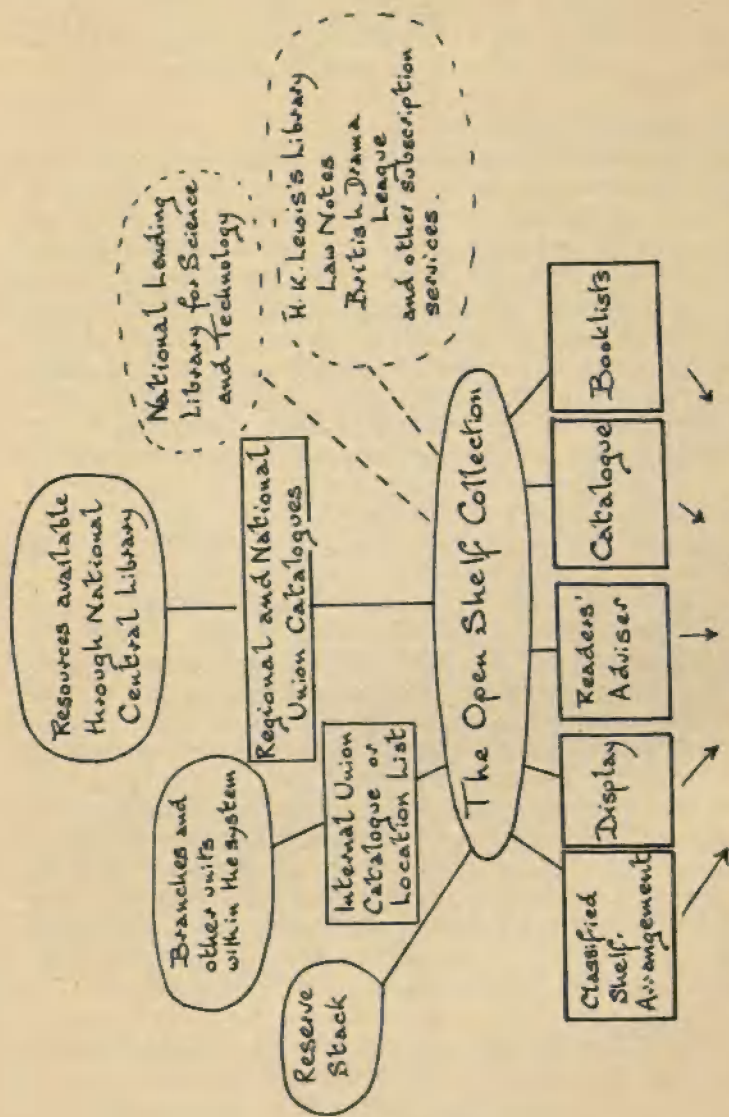 Resources available
through National
Central Library
National Lending
Library for Science
and Technology
H.K. Lewis's Library
Law Notes
British Drama
League
and other subscription
services.
Branches and
other units
within the system
Regional and National
Union Catalogues
Reserve
Stack
Internal Union
Catalogue or
Location List
The Open Shelf Collection
Classified
Shelf.
Arrangement
Display
Readers'
Adviser
Catalogue
Booklists